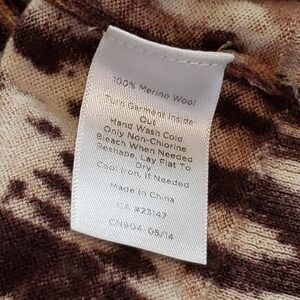 100% Merino Wool
Turn Garment Inside
Out
Hand Wash Cold
Only Non-Chlorine
Bleach When Needed
Reshape, Lay Flat To
Dry
Cool Iron, If Needed
Made In China
CA #23147
CN904 08/14